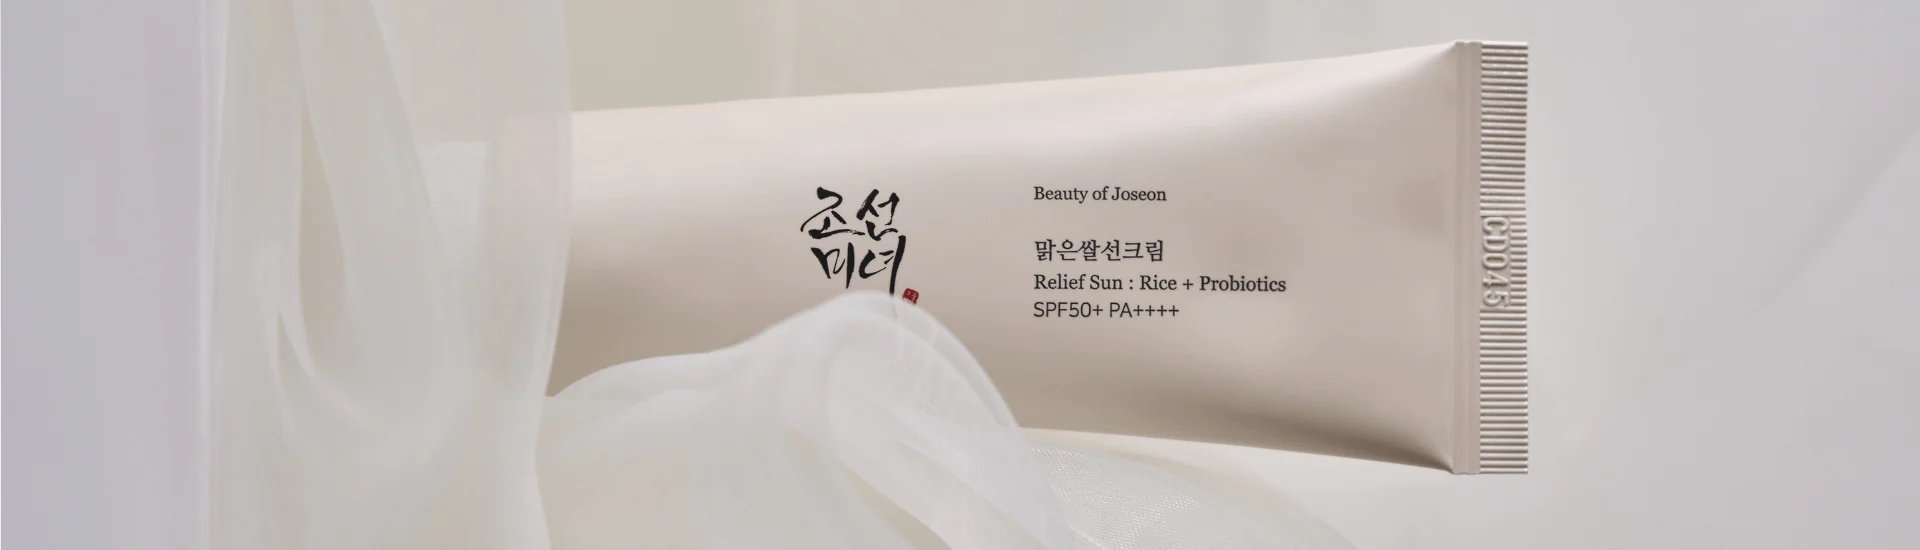 조선
미녀
Beauty of Joseon
맑은쌀선크림
Relief Sun : Rice + Probiotics
SPF50+ PA++++
CD045